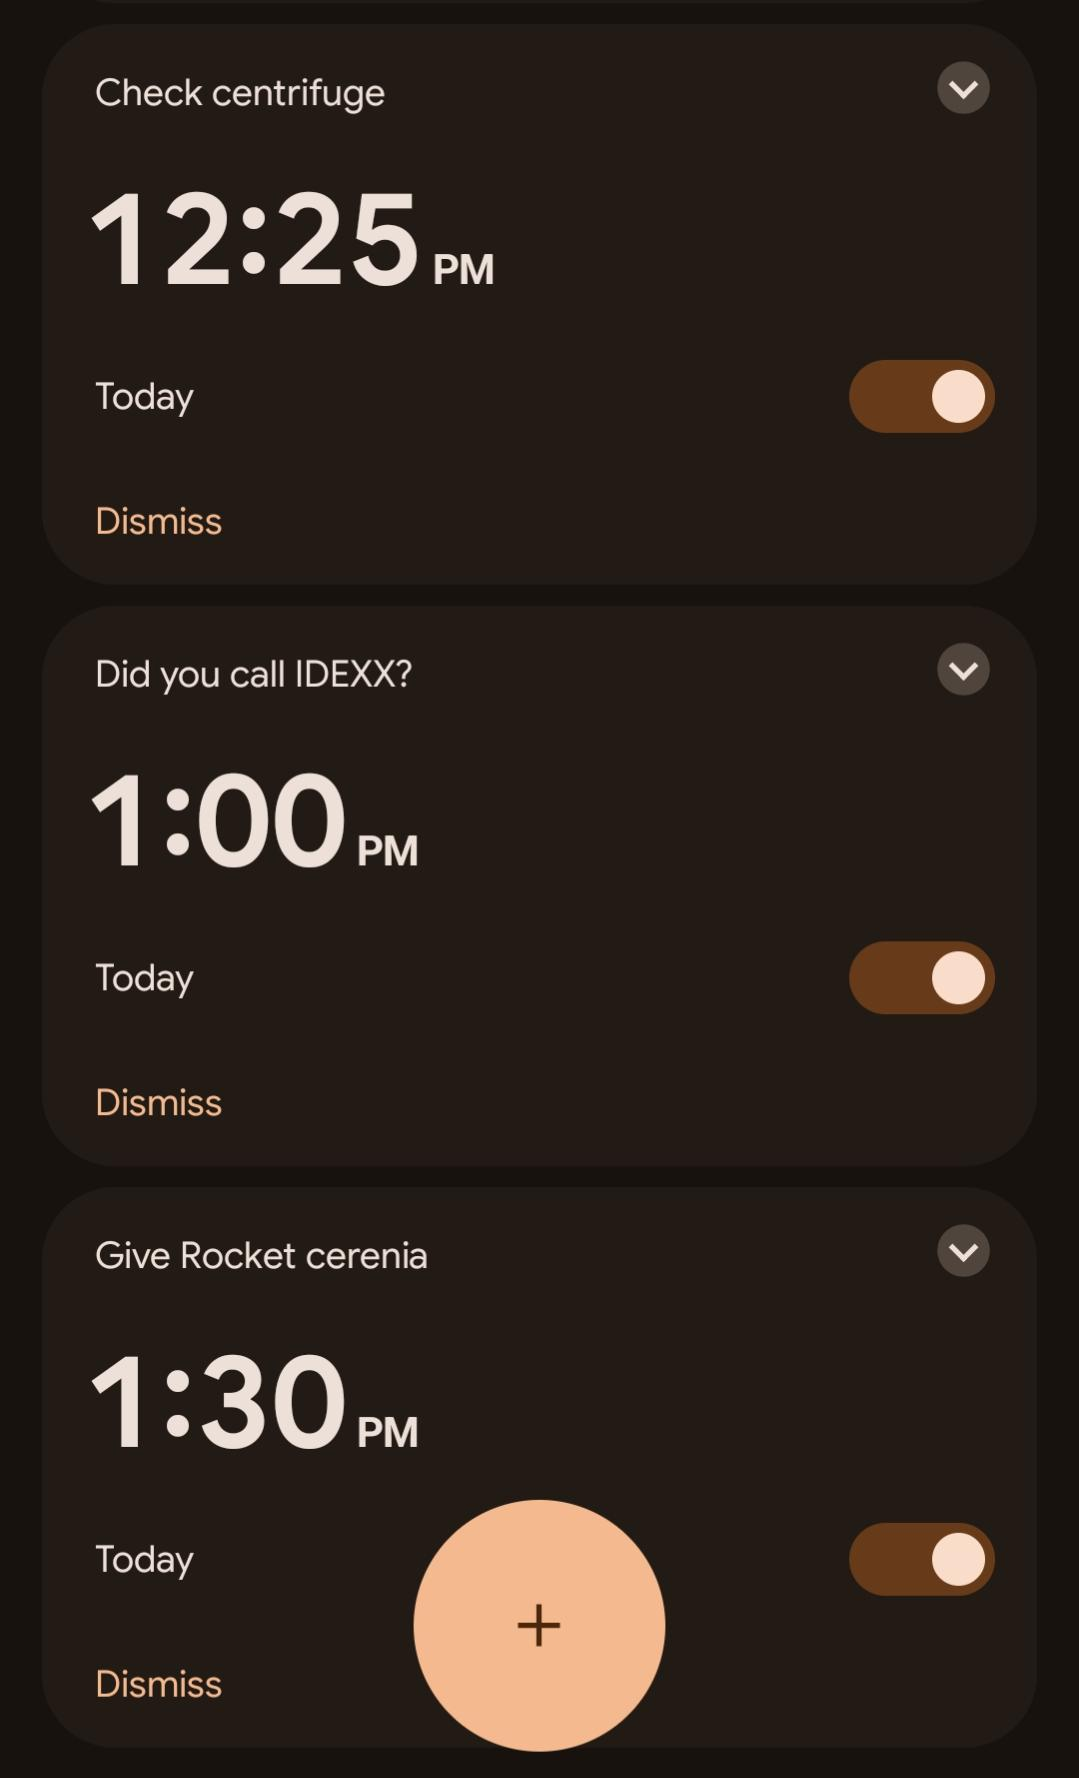 Check centrifuge
12:25 PM
Today
Dismiss
Did you call IDEXX?
1:00 PM
Today
Dismiss
Give Rocket cerenia
1:30 PM
Today
Dismiss